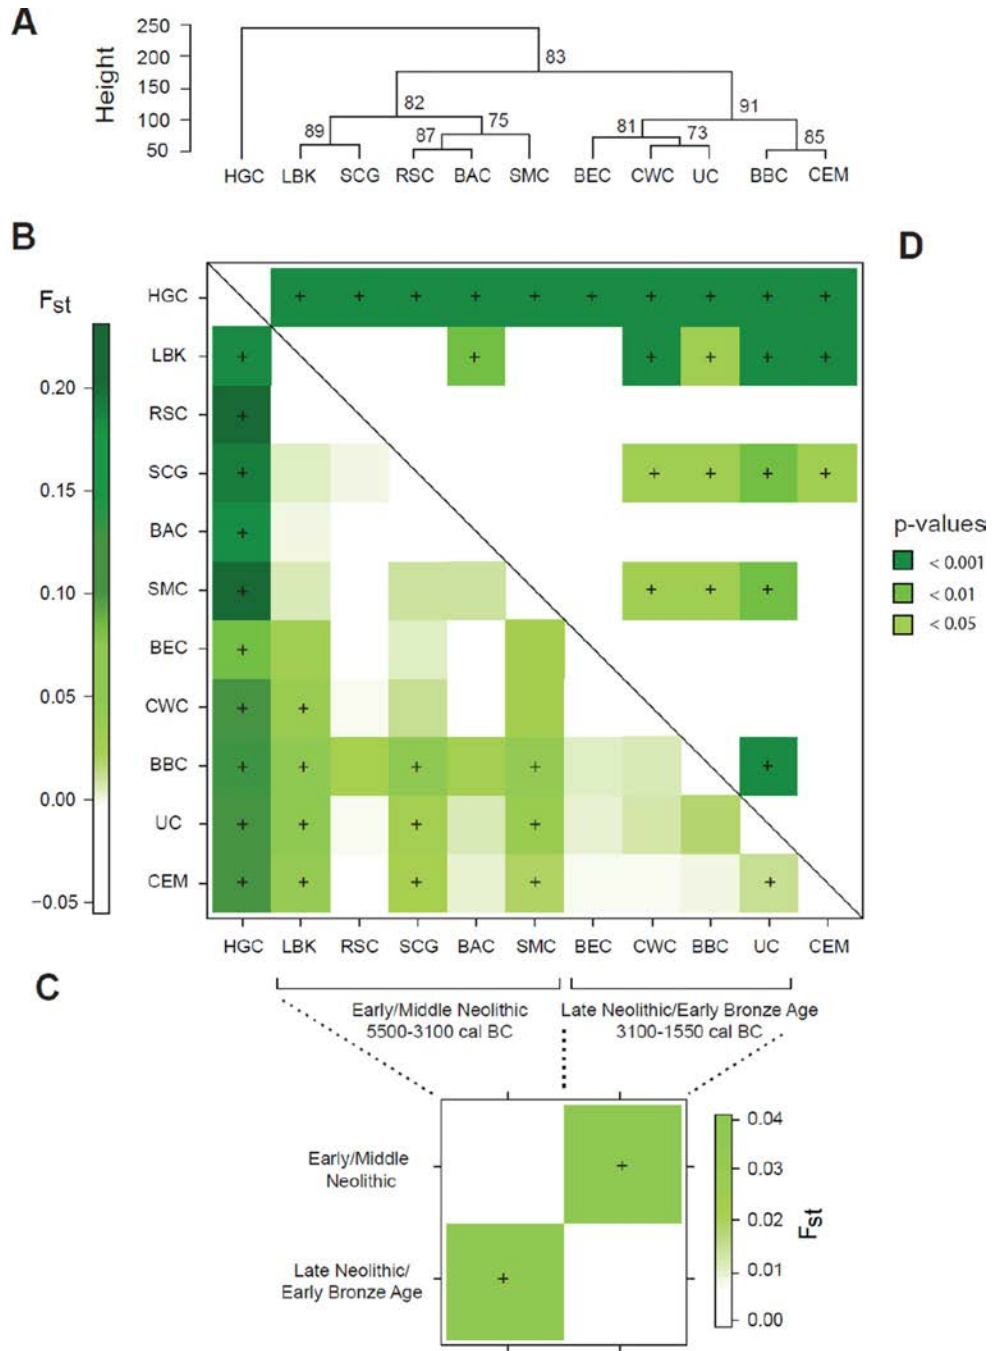 A
Height
250
200
150
100
50
83
82
91
89
87
75
81
73
85
HGC LBK SCG RSC BAC SMC BEC CWC UC BBC CEM
B
D
Fst
0.20
0.15
0.10
0.05
0.00
−0.05
HGC
LBK
RSC
SCG
BAC
SMC
BEC
CWC
BBC
UC
CEM
p-values
< 0.001
< 0.01
< 0.05
HGC LBK RSC SCG BAC SMC BEC CWC BBC UC CEM
C
Early/Middle Neolithic
5500-3100 cal BC
Late Neolithic/Early Bronze Age
3100-1550 cal BC
Early/Middle
Neolithic
Late Neolithic/
Early Bronze Age
0.04
0.03
0.02
0.01
0.00
Fst